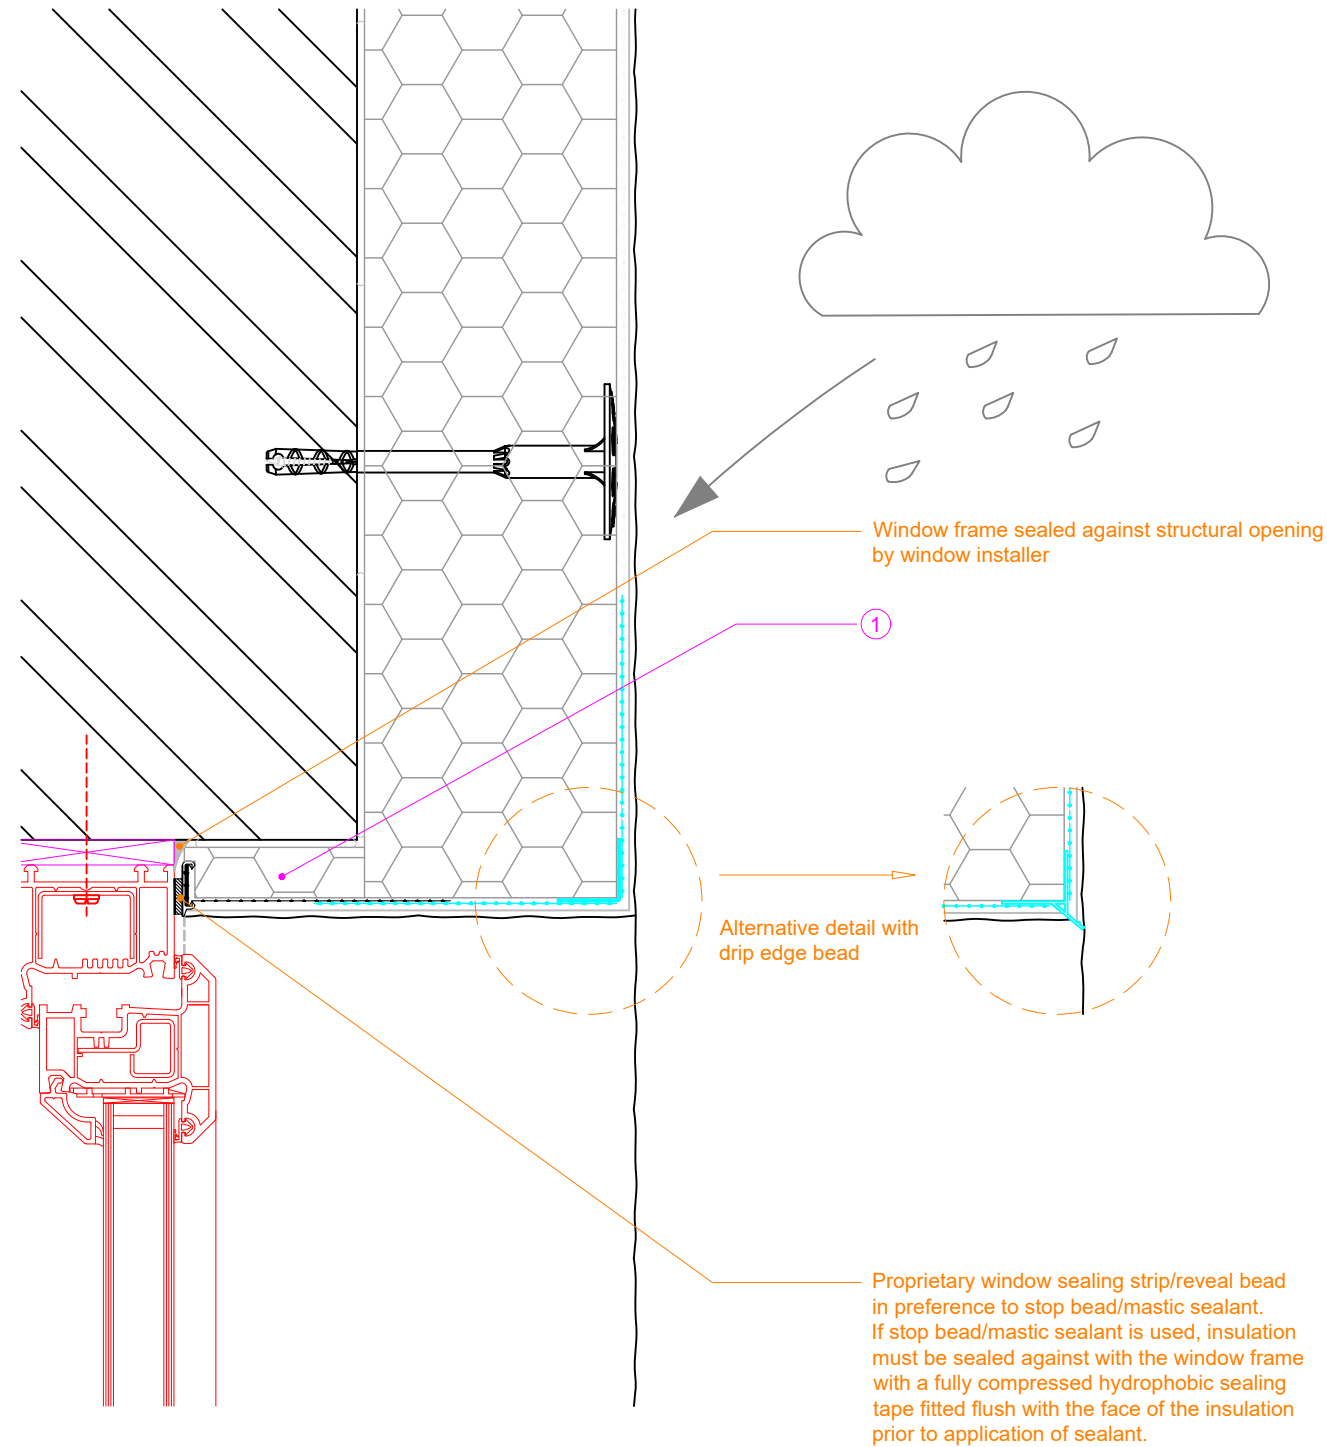 Window frame sealed against structural opening
by window installer
1
Alternative detail with
drip edge bead
Proprietary window sealing strip/reveal bead
in preference to stop bead/mastic sealant.
If stop bead/mastic sealant is used, insulation
must be sealed against with the window frame
with a fully compressed hydrophobic sealing
tape fitted flush with the face of the insulation
prior to application of sealant.